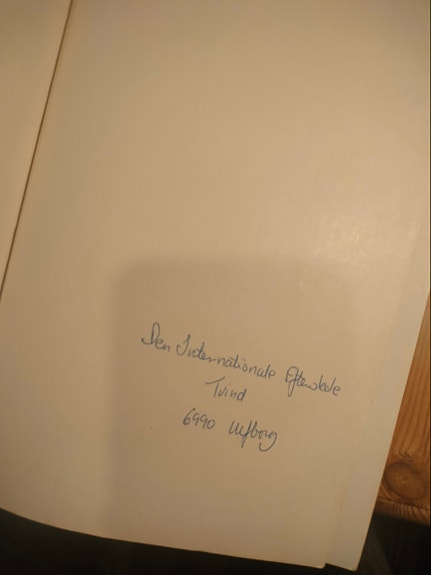 Den Internationale Efterskole
Tvind
6990 Ulfborg